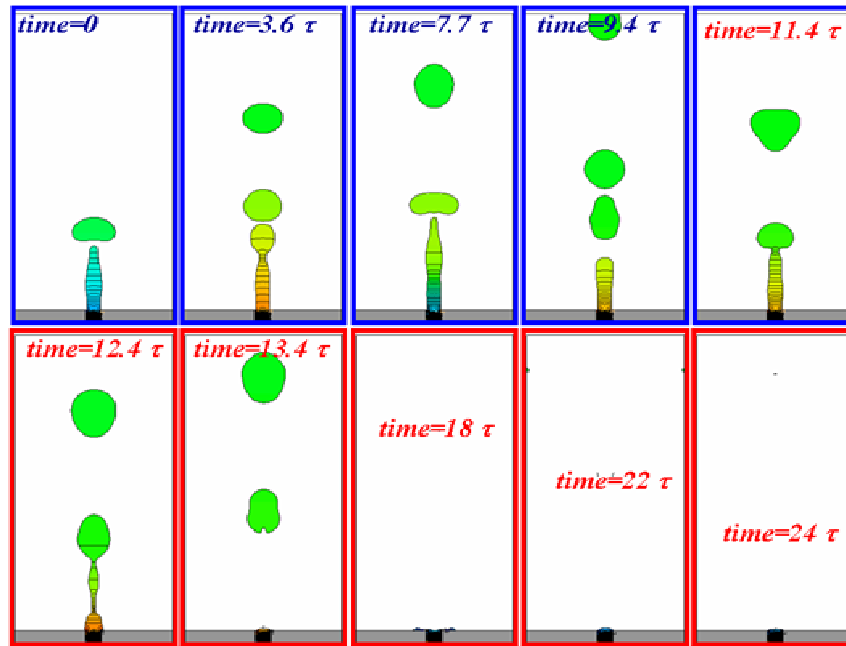 time=0
time=3.6 τ
time=7.7 τ
time=9.4 τ
time=11.4 τ
time=12.4 τ
time=13.4 τ
time=18 τ
time=22 τ
time=24 τ